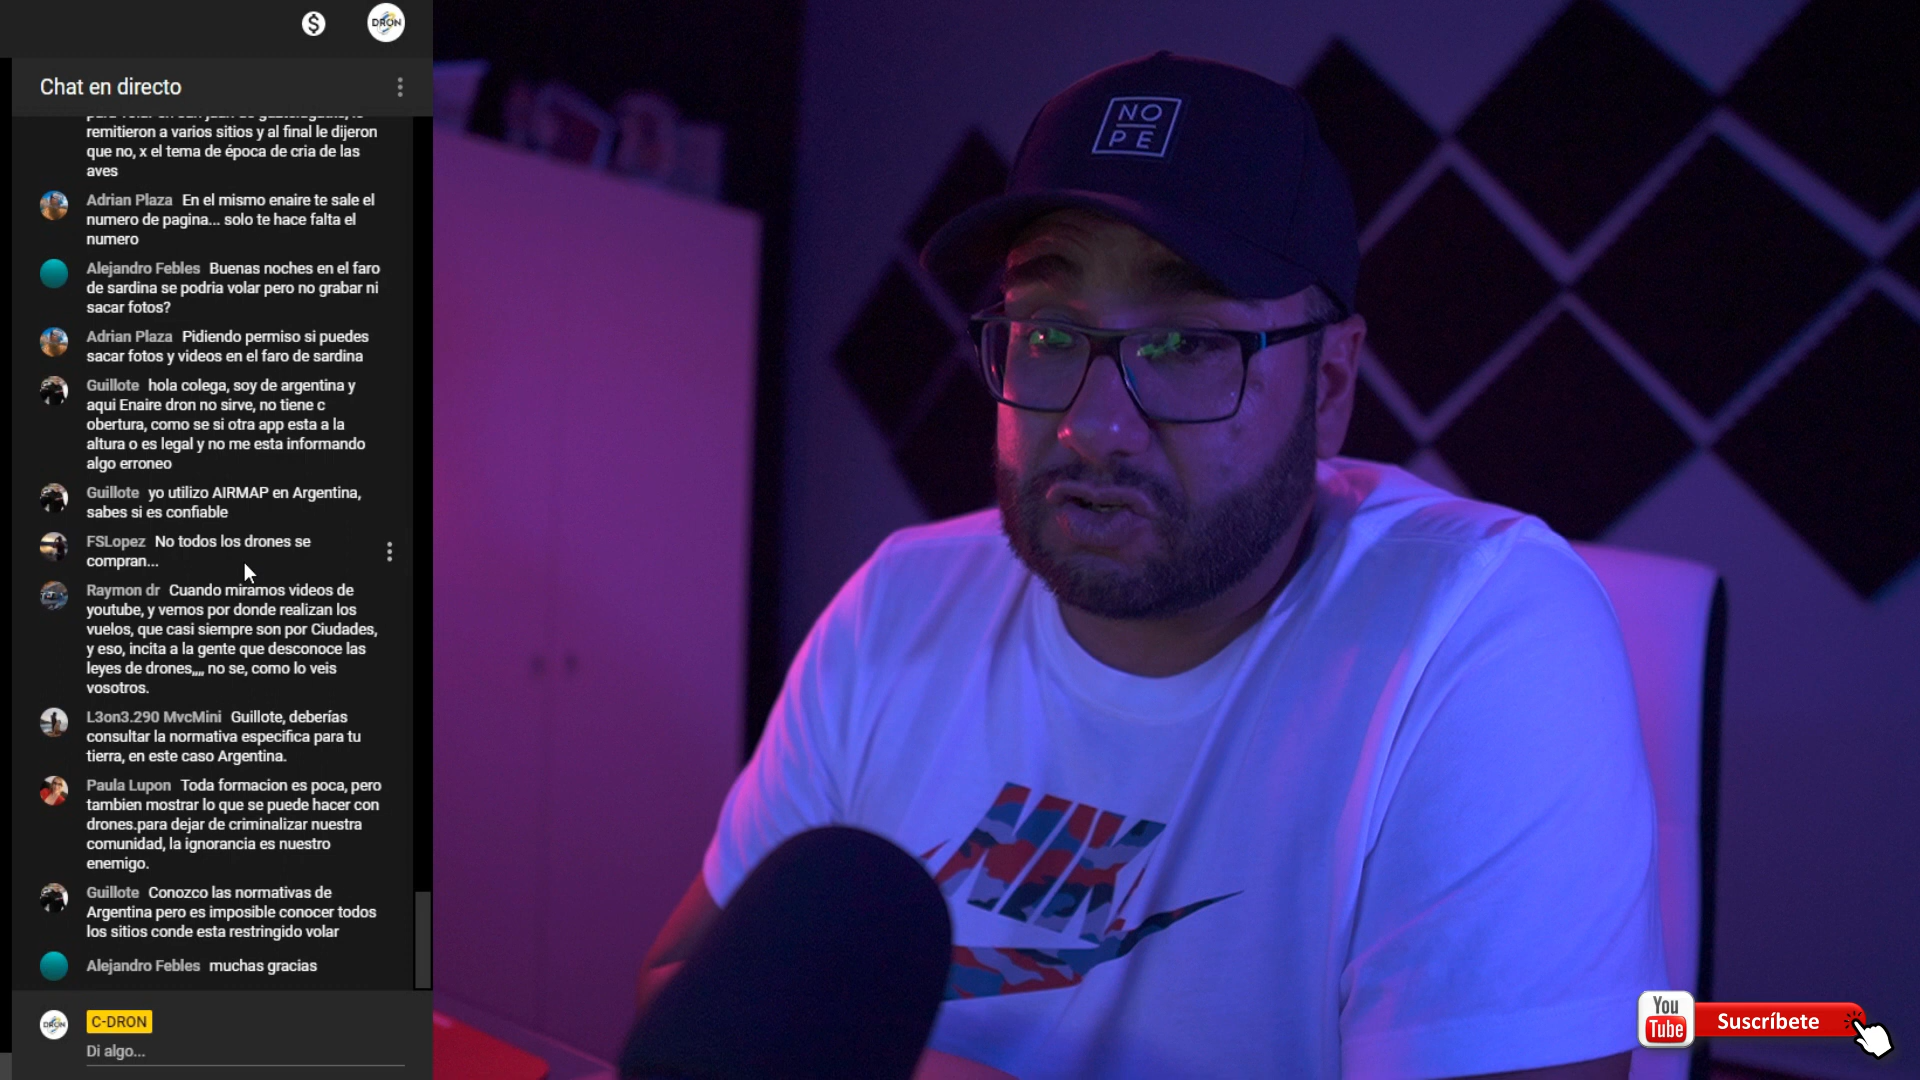 $
DRON
Chat en directo
remitieron a varios sitios y al final le dijeron
que no, x el tema de época de cria de las
aves
Adrian Plaza En el mismo enaire te sale el
numero de pagina... solo te hace falta el
numero
Alejandro Febles Buenas noches en el faro
de sardina se podria volar pero no grabar ni
sacar fotos?
Adrian Plaza Pidiendo permiso si puedes
sacar fotos y videos en el faro de sardina
Guillote hola colega, soy de argentina y
aqui Enaire dron no sirve, no tiene c
obertura, como se si otra app esta a la
altura o es legal y no me esta informando
algo erroneo
Guillote yo utilizo AIRMAP en Argentina,
sabes si es confiable
FSLopez No todos los drones se
compran...
Raymon dr Cuando miramos videos de
youtube, y vemos por donde realizan los
vuelos, que casi siempre son por Ciudades,
y eso, incita a la gente que desconoce las
leyes de drones,,,, no se, como lo veis
vosotros.
L3on3.290 MvcMini Guillote, deberías
consultar la normativa especifica para tu
tierra, en este caso Argentina.
Paula Lupon Toda formacion es poca, pero
tambien mostrar lo que se puede hacer con
drones.para dejar de criminalizar nuestra
comunidad, la ignorancia es nuestro
enemigo.
Guillote Conozco las normativas de
Argentina pero es imposible conocer todos
los sitios conde esta restringido volar
Alejandro Febles muchas gracias
DRON
C-DRON
Di algo...
NO
PE
You
Tube
Suscríbete